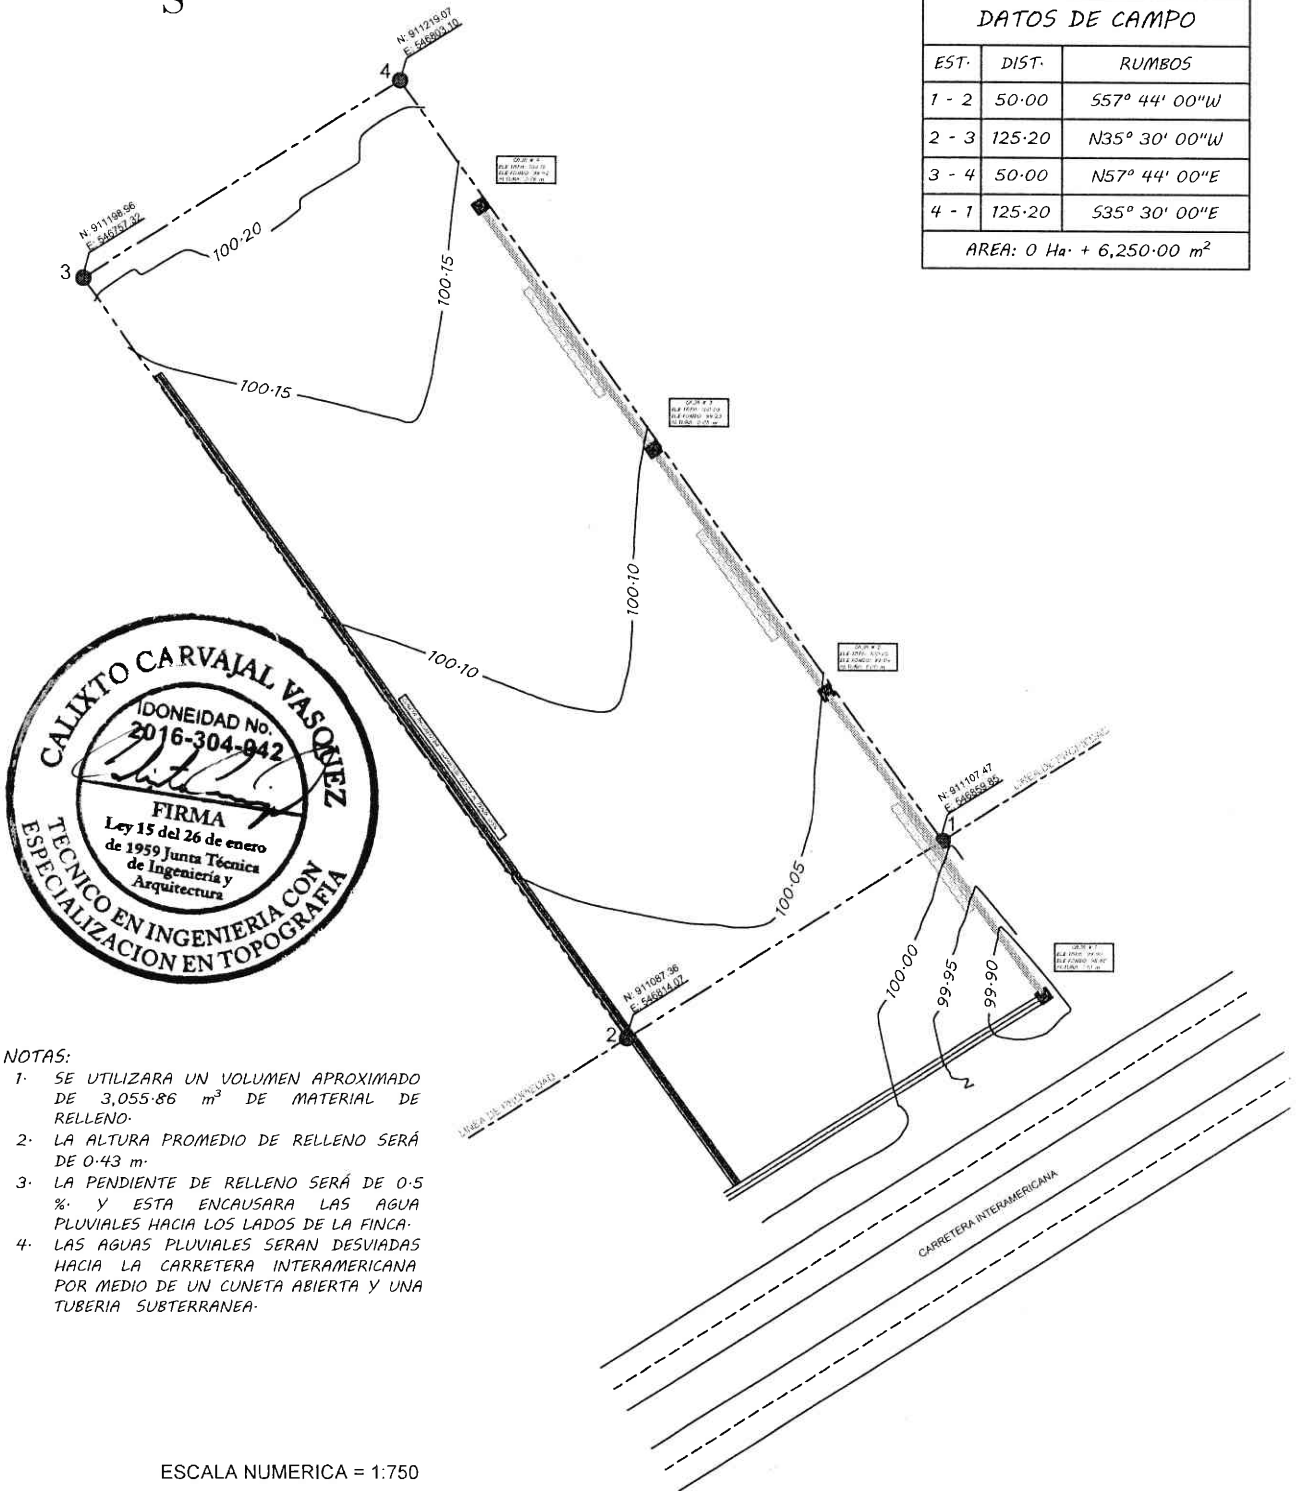 S
DATOS DE CAMPO
EST. DIST. RUMBOS
1 - 2 50.00 S57° 44' 00"W
2 - 3 125.20 N35° 30' 00"W
3 - 4 50.00 N57° 44' 00"E
4 - 1 125.20 S35° 30' 00"E
AREA: 0 Ha. + 6,250.00 m²
N: 911219.07
E: 546803.10
4
N: 911198.96
E: 546757.32
3
100.20
100.15
100.15
100.10
100.10
100.05
N: 911107.47
E: 546859.85
1
LINEA DE PROPIEDAD
100.00
99.95
99.90
N: 911087.36
E: 546814.07
2
LINEA DE PROPIEDAD
CARRETERA INTERAMERICANA
CALIXTO CARVAJAL VASQUEZ
IDONEIDAD No.
2016-304-042
FIRMA
Ley 15 del 26 de enero
de 1959 Junta Técnica
de Ingeniería y
Arquitectura
TECNICO EN INGENIERIA CON
ESPECIALIZACION EN TOPOGRAFIA
NOTAS:
1. SE UTILIZARA UN VOLUMEN APROXIMADO
DE 3,055.86 m³ DE MATERIAL DE
RELLENO.
2. LA ALTURA PROMEDIO DE RELLENO SERÁ
DE 0.43 m.
3. LA PENDIENTE DE RELLENO SERÁ DE 0.5
%. Y ESTA ENCAUSARA LAS AGUA
PLUVIALES HACIA LOS LADOS DE LA FINCA.
4. LAS AGUAS PLUVIALES SERAN DESVIADAS
HACIA LA CARRETERA INTERAMERICANA
POR MEDIO DE UN CUNETA ABIERTA Y UNA
TUBERIA SUBTERRANEA.
ESCALA NUMERICA = 1:750